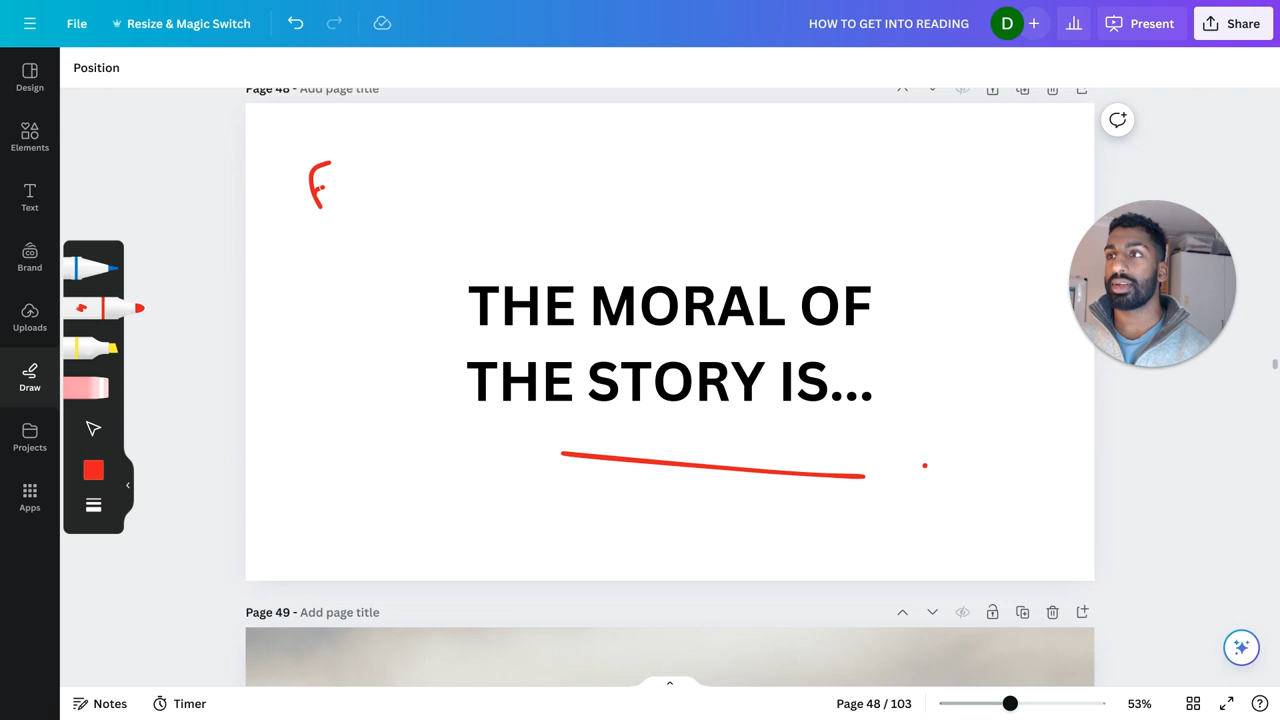 File
Resize & Magic Switch
HOW TO GET INTO READING
D
Present
Share
Position
Design
Elements
Text
Brand
Uploads
Draw
Projects
Apps
Page 48 - Add page title
F
THE MORAL OF
THE STORY IS...
Page 49 - Add page title
Notes
Timer
Page 48 / 103
53%